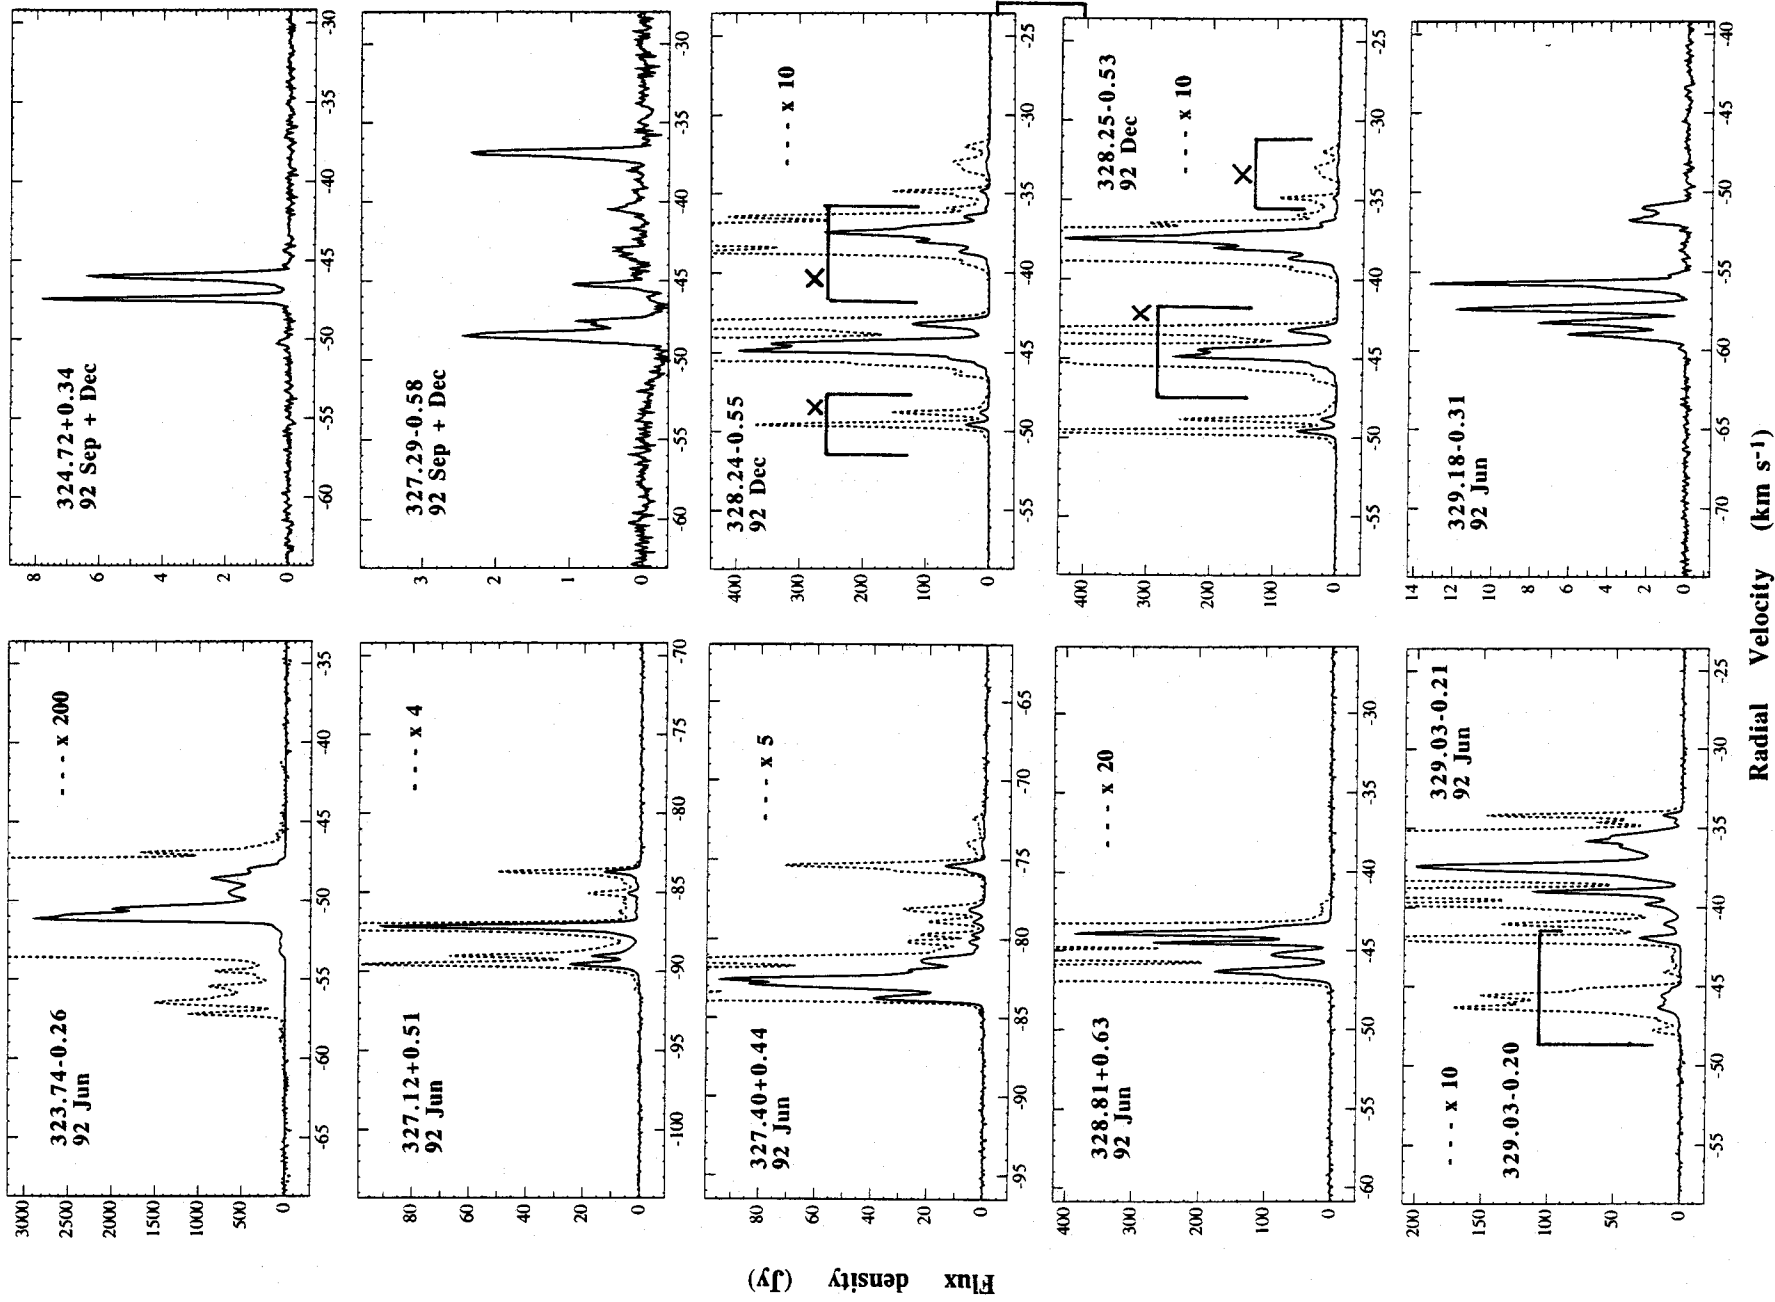 323.74-0.26
92 Jun
- - - x 200
3000
2500
2000
1500
1000
500
0
-65 -60 -55 -50 -45 -40 -35
324.72+0.34
92 Sep + Dec
8
6
4
2
0
-60 -55 -50 -45 -40 -35 -30
327.12+0.51
92 Jun
- - - x 4
80
60
40
20
0
-100 -95 -90 -85 -80 -75 -70
327.29-0.58
92 Sep + Dec
3
2
1
0
-60 -55 -50 -45 -40 -35 -30
327.40+0.44
92 Jun
- - - x 5
80
60
40
20
0
-95 -90 -85 -80 -75 -70 -65
328.24-0.55
92 Dec
- - - x 10
X
X
400
300
200
100
0
-55 -50 -45 -40 -35 -30 -25
328.81+0.63
92 Jun
- - - x 20
400
300
200
100
0
-60 -55 -50 -45 -40 -35 -30
328.25-0.53
92 Dec
- - - x 10
X
X
400
300
200
100
0
-55 -50 -45 -40 -35 -30 -25
329.03-0.21
92 Jun
- - - x 10
329.03-0.20
200
150
100
50
0
-55 -50 -45 -40 -35 -30 -25
329.18-0.31
92 Jun
14
12
10
8
6
4
2
0
-70 -65 -60 -55 -50 -45 -40
Flux density (Jy)
Radial Velocity (km s⁻¹)